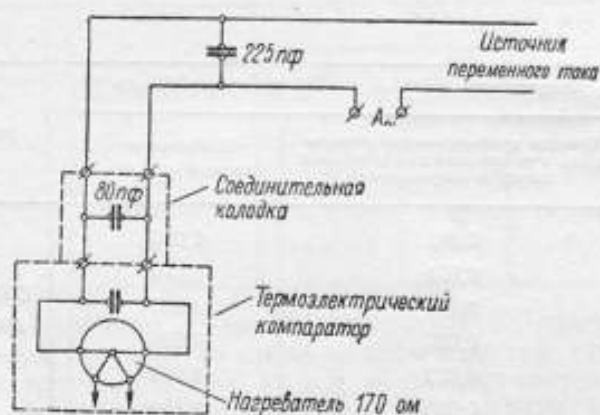 225 пф
Источник
переменного тока
A~
80 пф
Соединительная
колодка
Термоэлектрический
компаратор
Нагреватель 170 ом